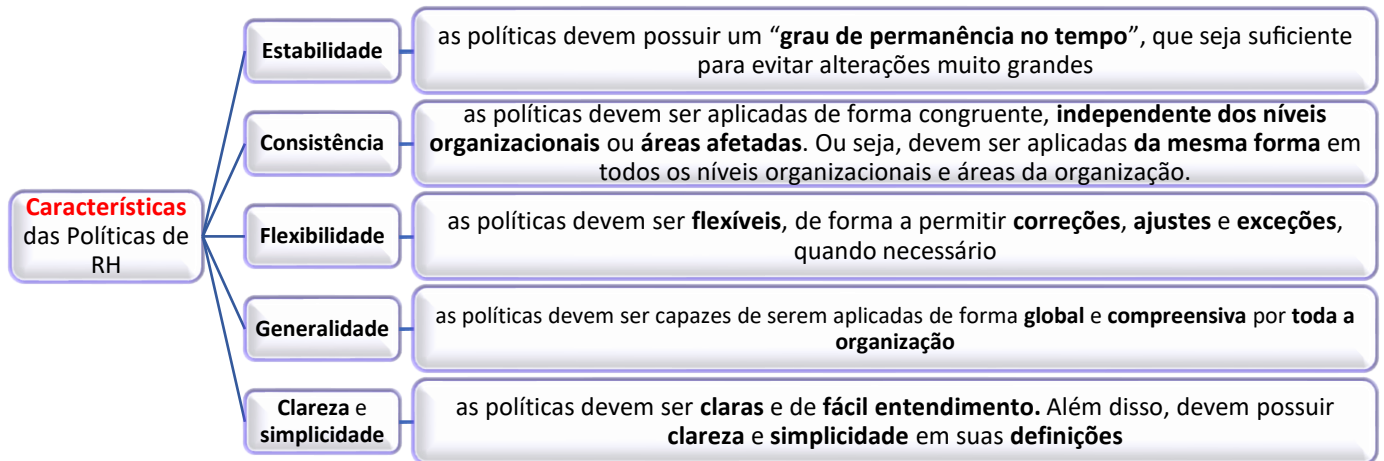 Características
das Políticas de
RH
Estabilidade
as políticas devem possuir um “grau de permanência no tempo”, que seja suficiente
para evitar alterações muito grandes
Consistência
as políticas devem ser aplicadas de forma congruente, independente dos níveis
organizacionais ou áreas afetadas. Ou seja, devem ser aplicadas da mesma forma em
todos os níveis organizacionais e áreas da organização.
Flexibilidade
as políticas devem ser flexíveis, de forma a permitir correções, ajustes e exceções,
quando necessário
Generalidade
as políticas devem ser capazes de serem aplicadas de forma global e compreensiva por toda a
organização
Clareza e
simplicidade
as políticas devem ser claras e de fácil entendimento. Além disso, devem possuir
clareza e simplicidade em suas definições